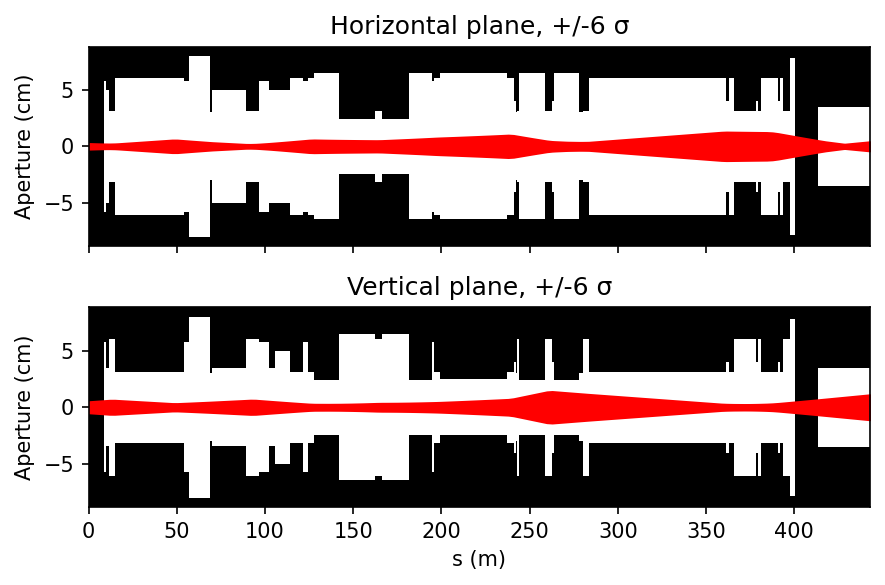 Horizontal plane, +/-6 σ
Aperture (cm)
5
0
−5
Vertical plane, +/-6 σ
Aperture (cm)
5
0
−5
0 50 100 150 200 250 300 350 400
s (m)